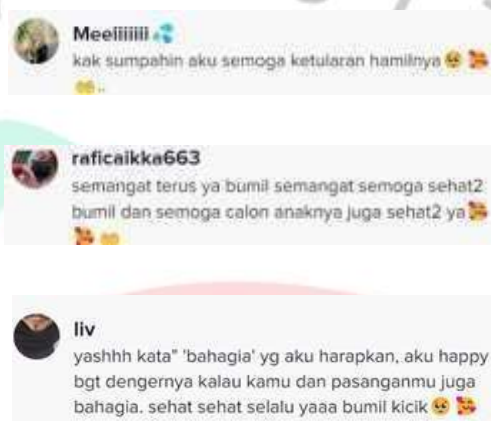 Meeiiiiiii 💦
kak sumpahin aku semoga ketularan hamilnya 🥺 🥰
🤲..
raficaikka663
semangat terus ya bumil semangat semoga sehat2
bumil dan semoga calon anaknya juga sehat2 ya🥰
🥰 🤲
liv
yashhh kata" 'bahagia' yg aku harapkan, aku happy
bgt dengernya kalau kamu dan pasanganmu juga
bahagia. sehat sehat selalu yaaa bumil kicik 🥺 🥰